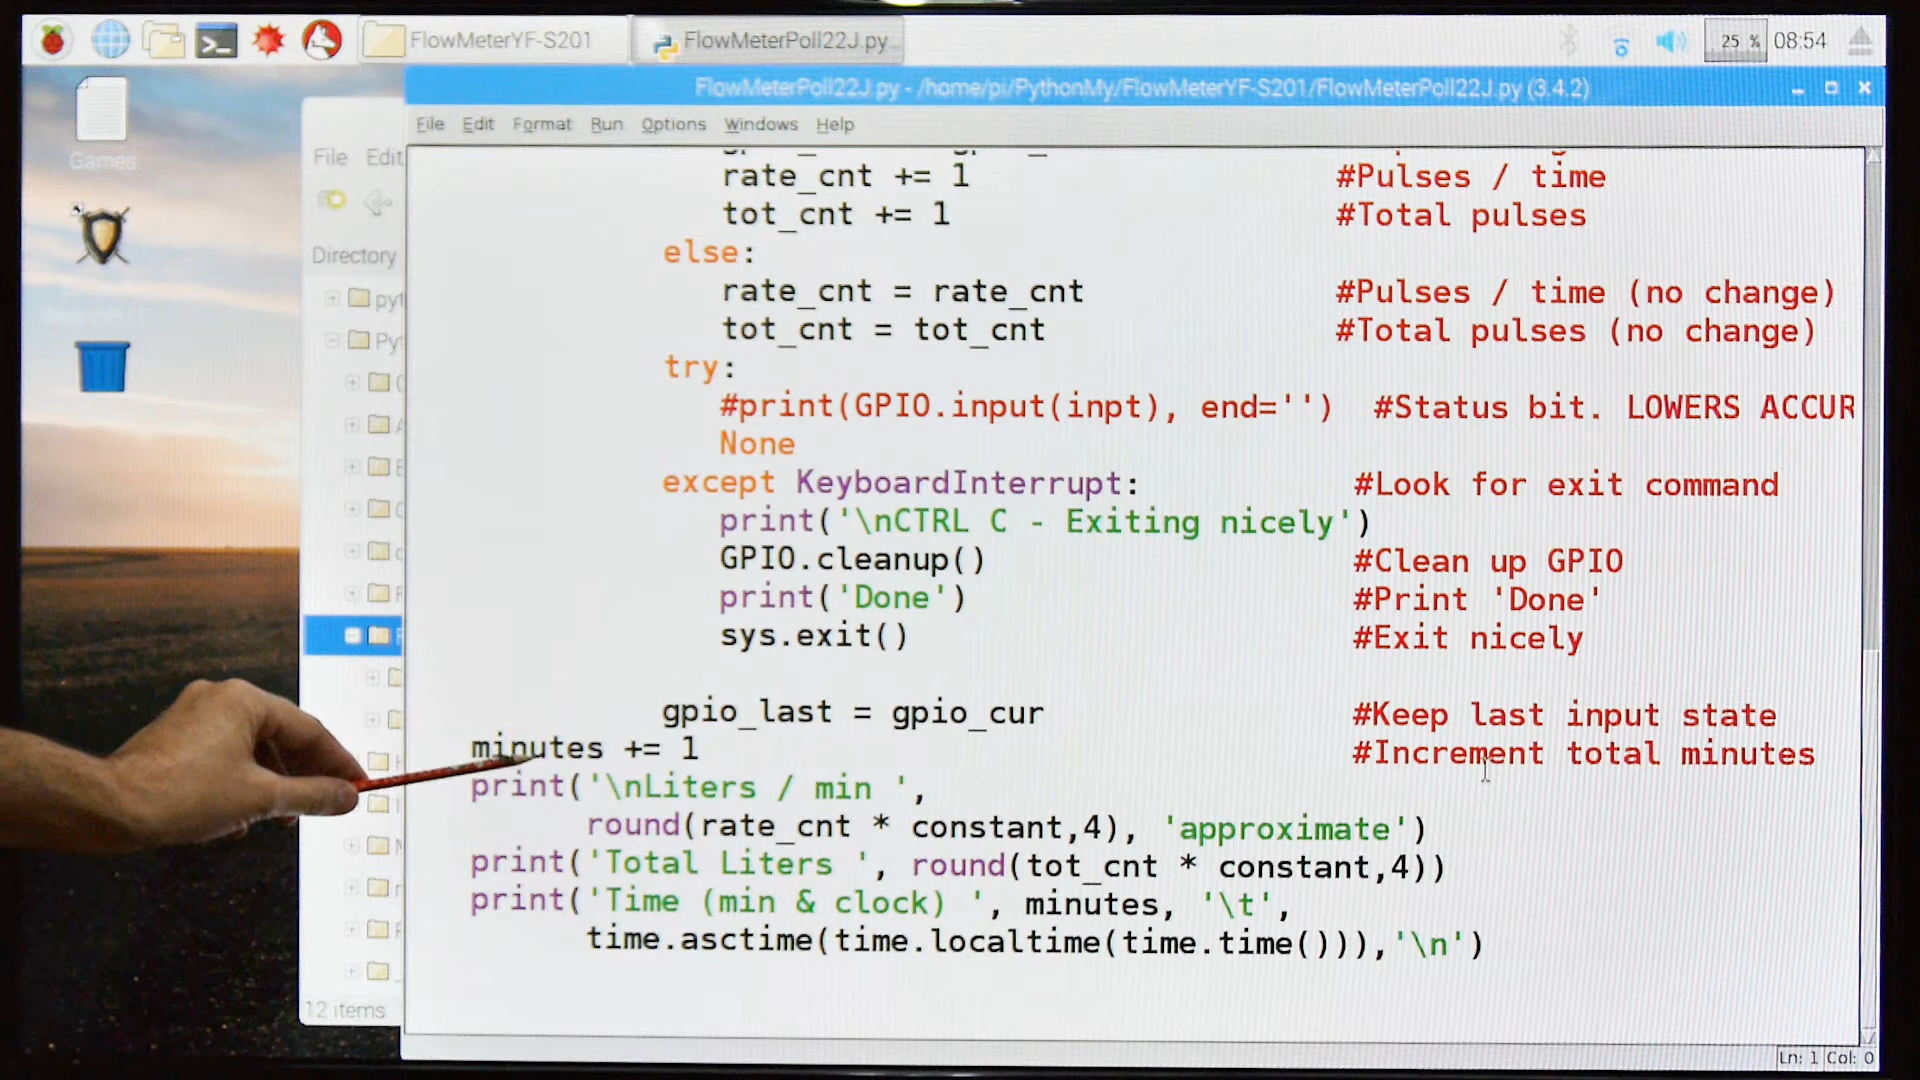 FlowMeterYF-S201
FlowMeterPoll22J.py
25 %
08:54
FlowMeterPoll22J.py - /home/pi/PythonMy/FlowMeterYF-S201/FlowMeterPoll22J.py (3.4.2)
File Edit Format Run Options Windows Help
Games
File Edit
Directory
rate_cnt += 1 #Pulses / time
tot_cnt += 1 #Total pulses
else:
rate_cnt = rate_cnt #Pulses / time (no change)
tot_cnt = tot_cnt #Total pulses (no change)
try:
#print(GPIO.input(inpt), end='') #Status bit. LOWERS ACCUR
None
except KeyboardInterrupt: #Look for exit command
print('\nCTRL C - Exiting nicely')
GPIO.cleanup() #Clean up GPIO
print('Done') #Print 'Done'
sys.exit() #Exit nicely
gpio_last = gpio_cur #Keep last input state
minutes += 1 #Increment total minutes
print('\nLiters / min ',
round(rate_cnt * constant,4), 'approximate')
print('Total Liters ', round(tot_cnt * constant,4))
print('Time (min & clock) ', minutes, '\t',
time.asctime(time.localtime(time.time())),'\n')
12 items
Ln: 1 Col: 0